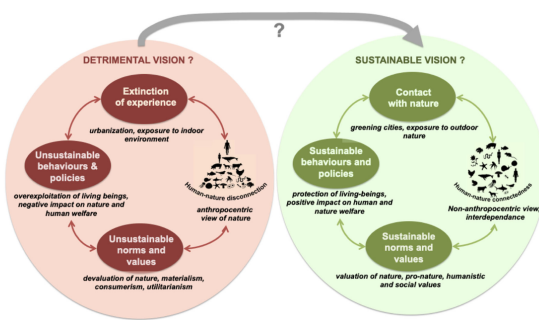 ?
DETRIMENTAL VISION ?
Extinction
of experience
urbanization, exposure to indoor
environment
Unsustainable
behaviours &
policies
overexploitation of living beings,
negative impact on nature and
human welfare
Human-nature disconnection
anthropocentric
view of nature
Unsustainable
norms and
values
devaluation of nature, materialism,
consumerism, utilitarianism
SUSTAINABLE VISION ?
Contact
with nature
greening cities, exposure to outdoor
nature
Sustainable
behaviours and
policies
protection of living-beings,
positive impact on human and
nature welfare
Human-nature connectedness
Non-anthropocentric view,
interdependance
Sustainable
norms and
values
valuation of nature, pro-nature, humanistic
and social values